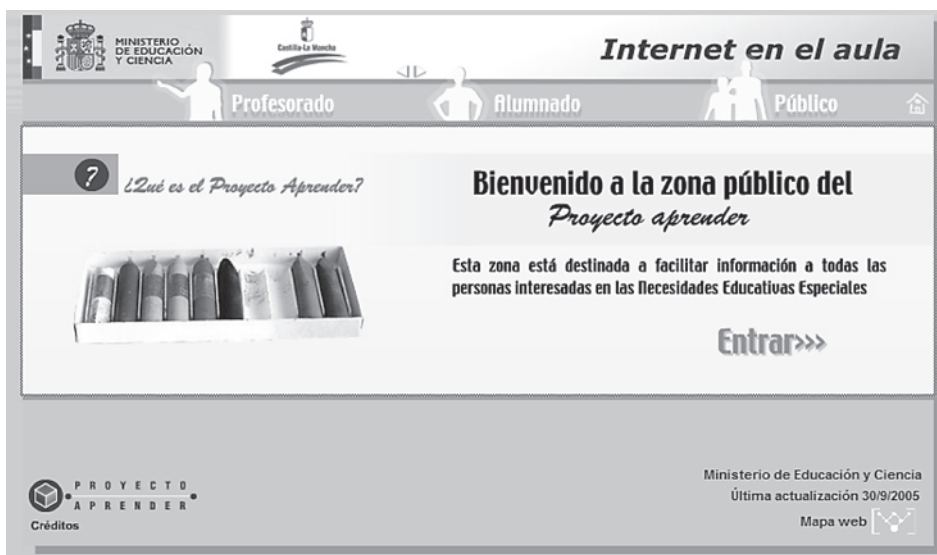 MINISTERIO
DE EDUCACIÓN
Y CIENCIA
Castilla-La Mancha
Internet en el aula
Profesorado
Alumnado
Público
?
¿Qué es el Proyecto Aprender?
Bienvenido a la zona público del
Proyecto aprender
Esta zona está destinada a facilitar información a todas las
personas interesadas en las Necesidades Educativas Especiales
Entrar>>>
PROYECTO
APRENDER
Créditos
Ministerio de Educación y Ciencia
Última actualización 30/9/2005
Mapa web